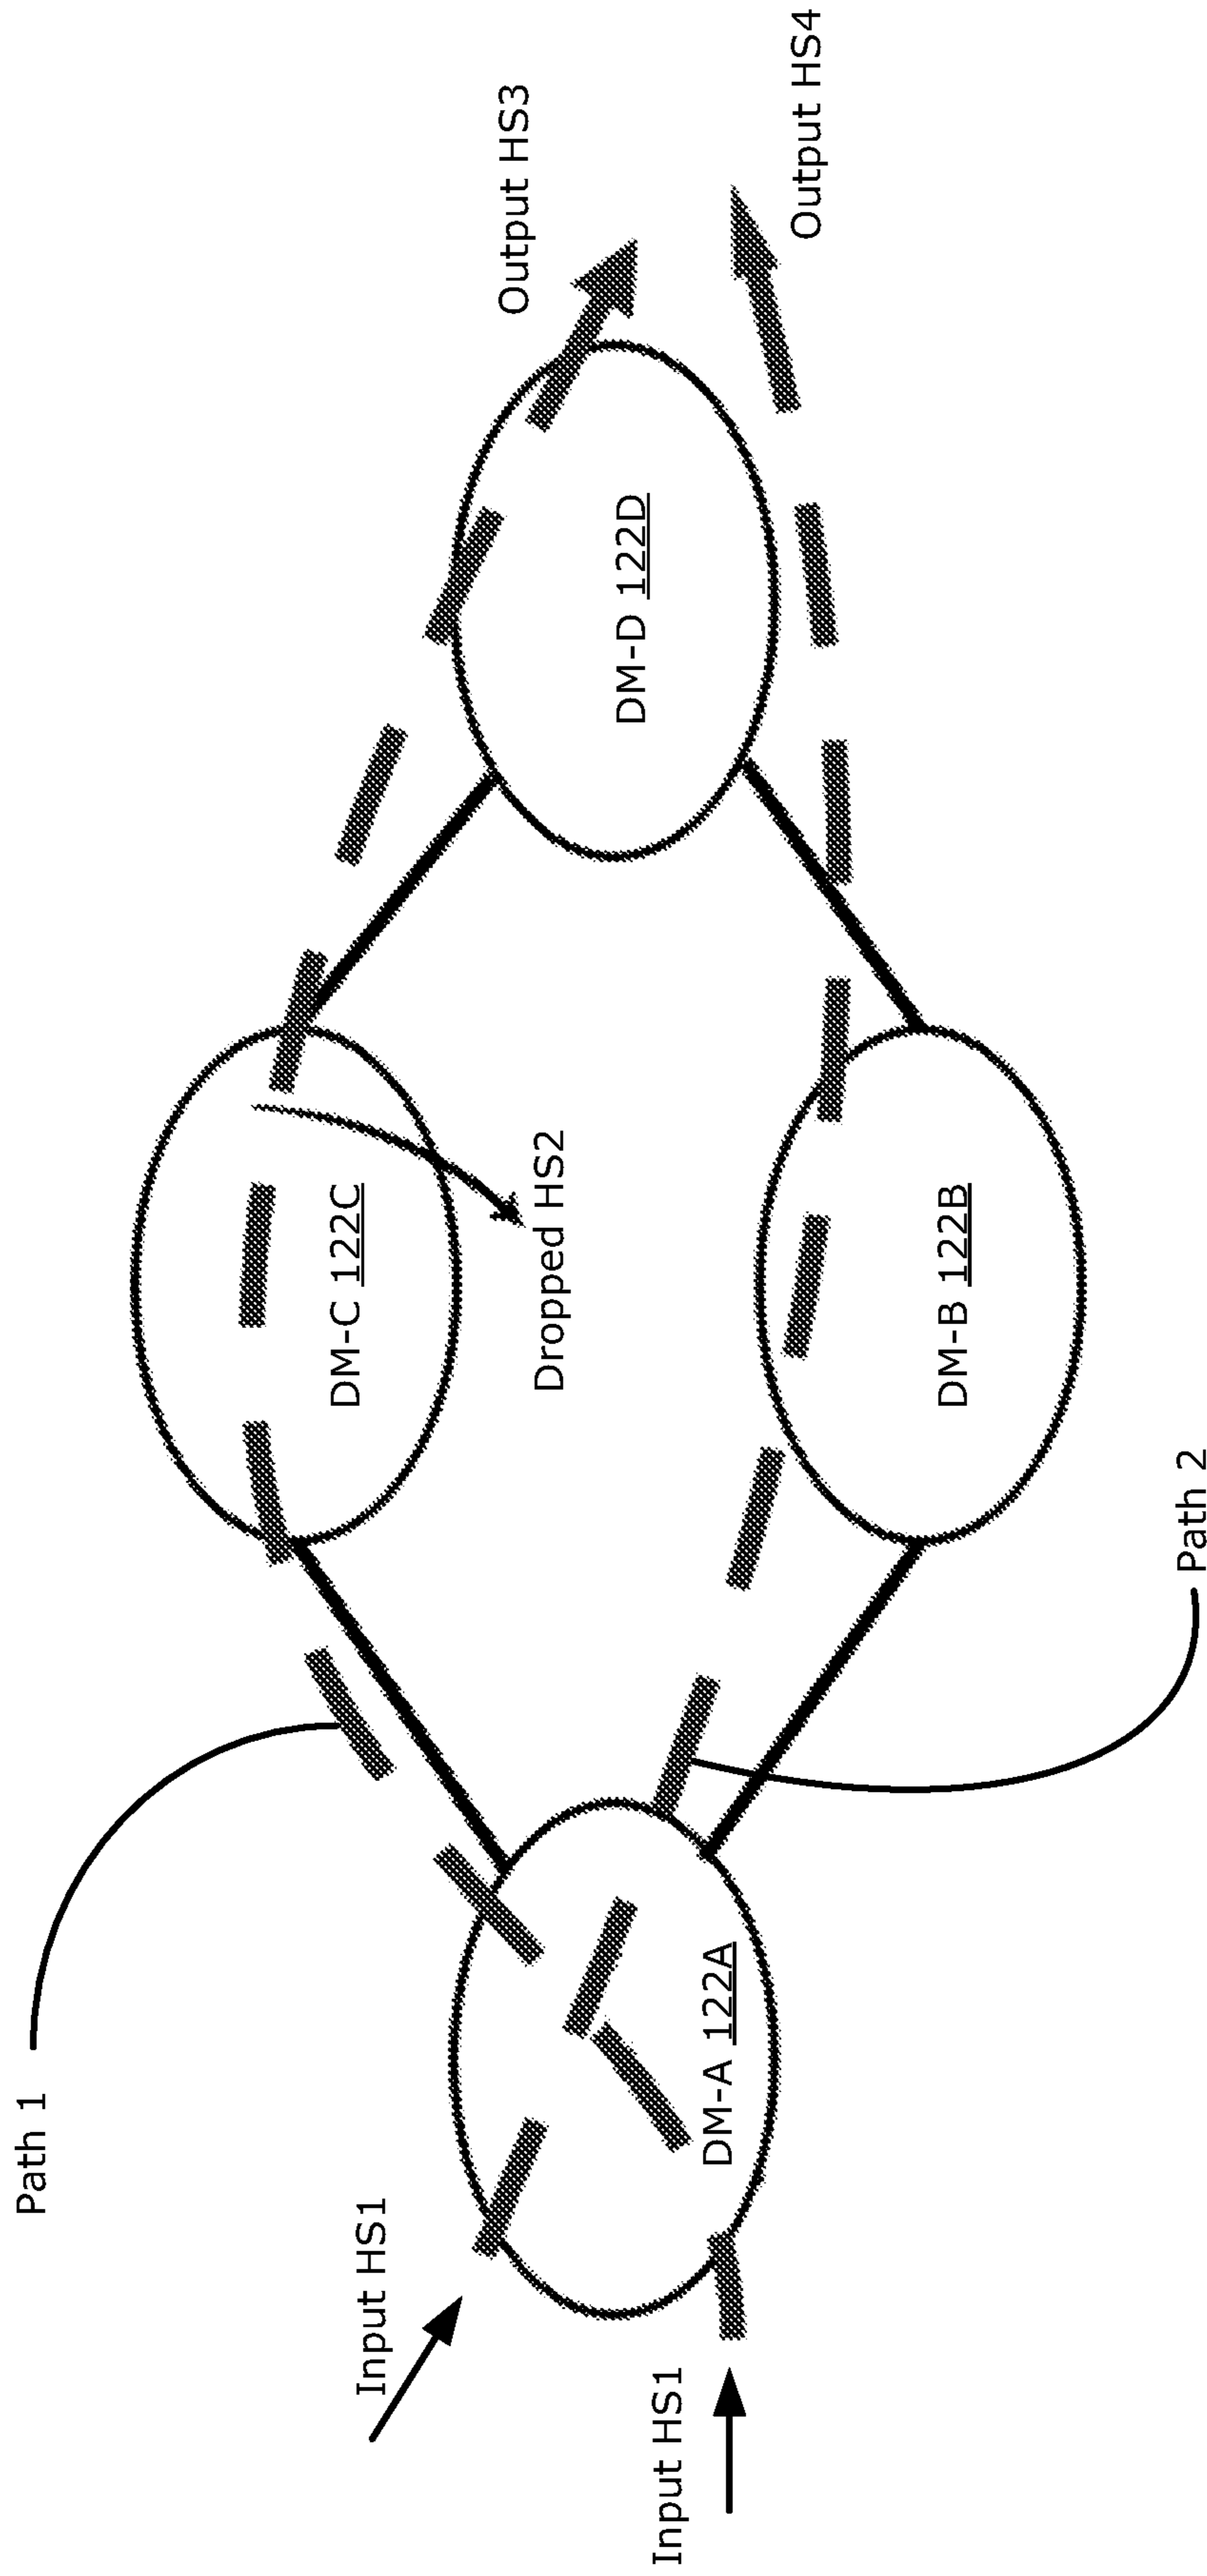 Path 1
Input HS1
Input HS1
DM-A 122A
DM-C 122C
Dropped HS2
DM-B 122B
Path 2
DM-D 122D
Output HS3
Output HS4